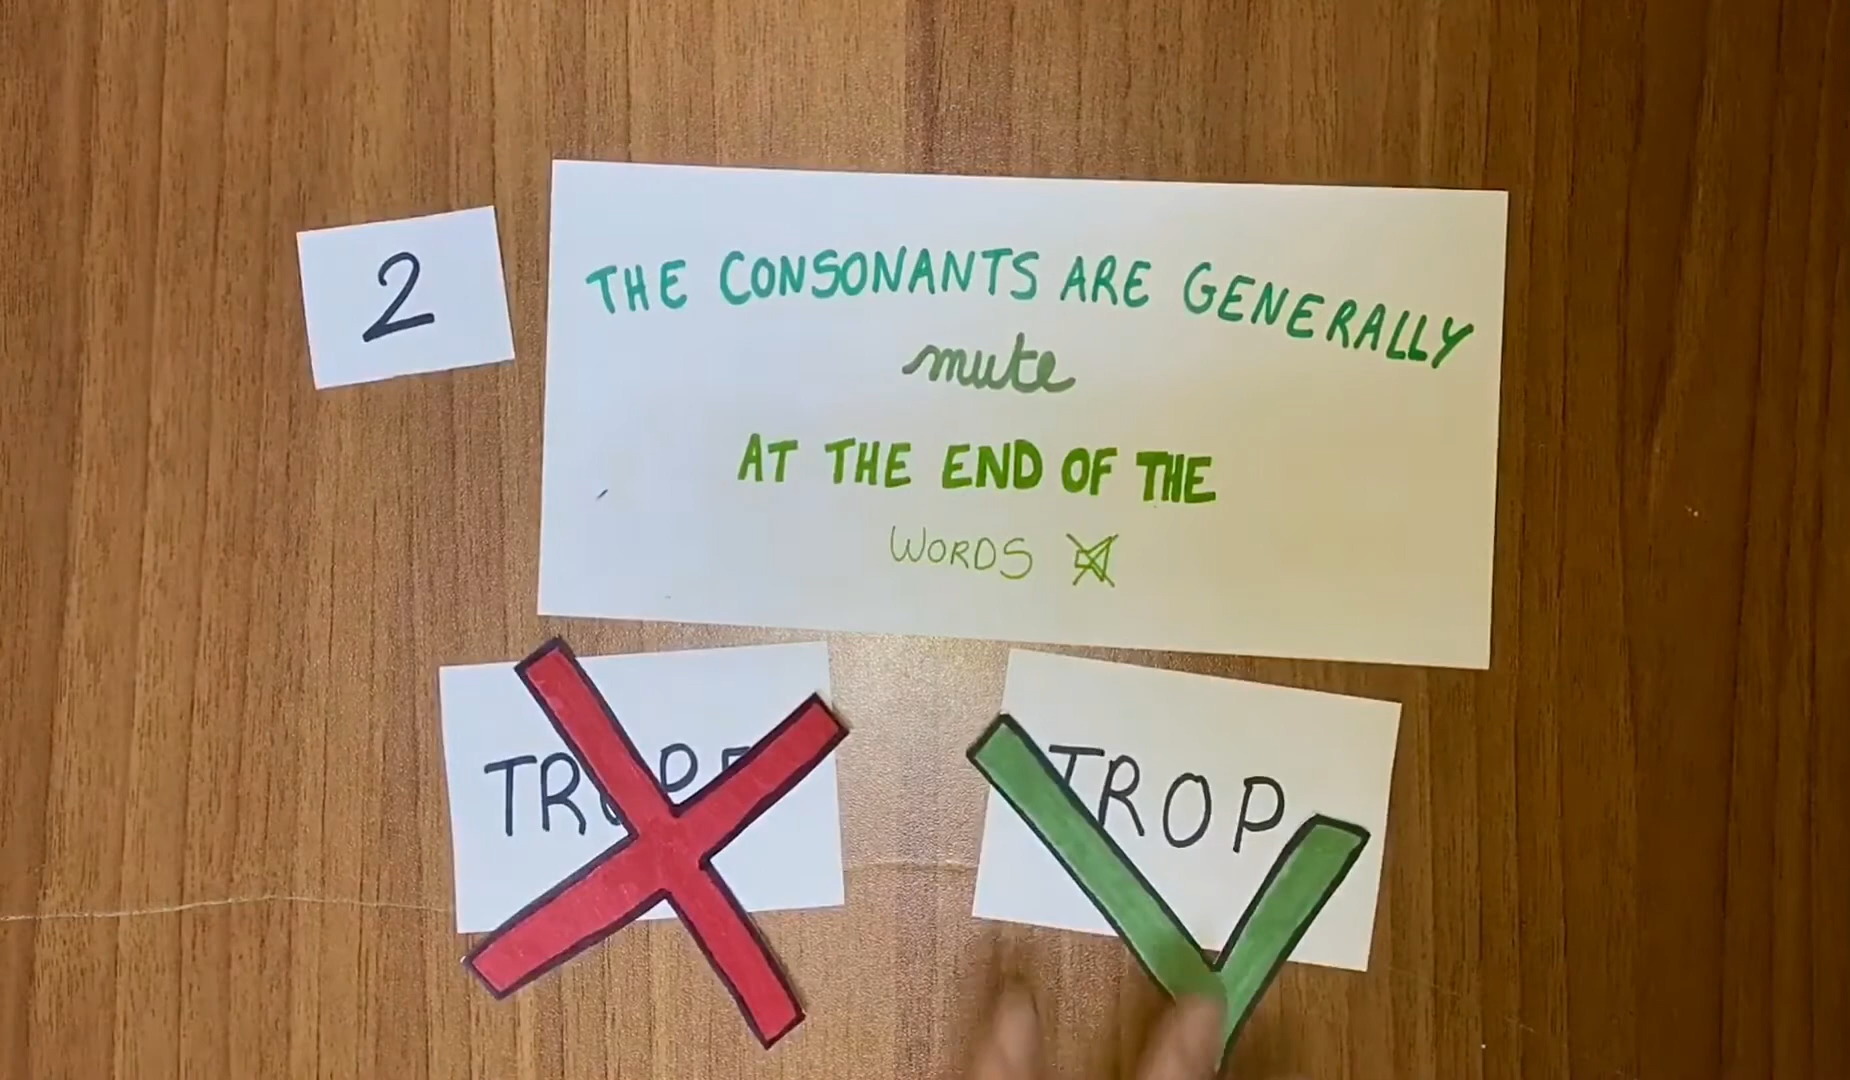 2
THE CONSONANTS ARE GENERALLY
mute
AT THE END OF THE
WORDS
TROP